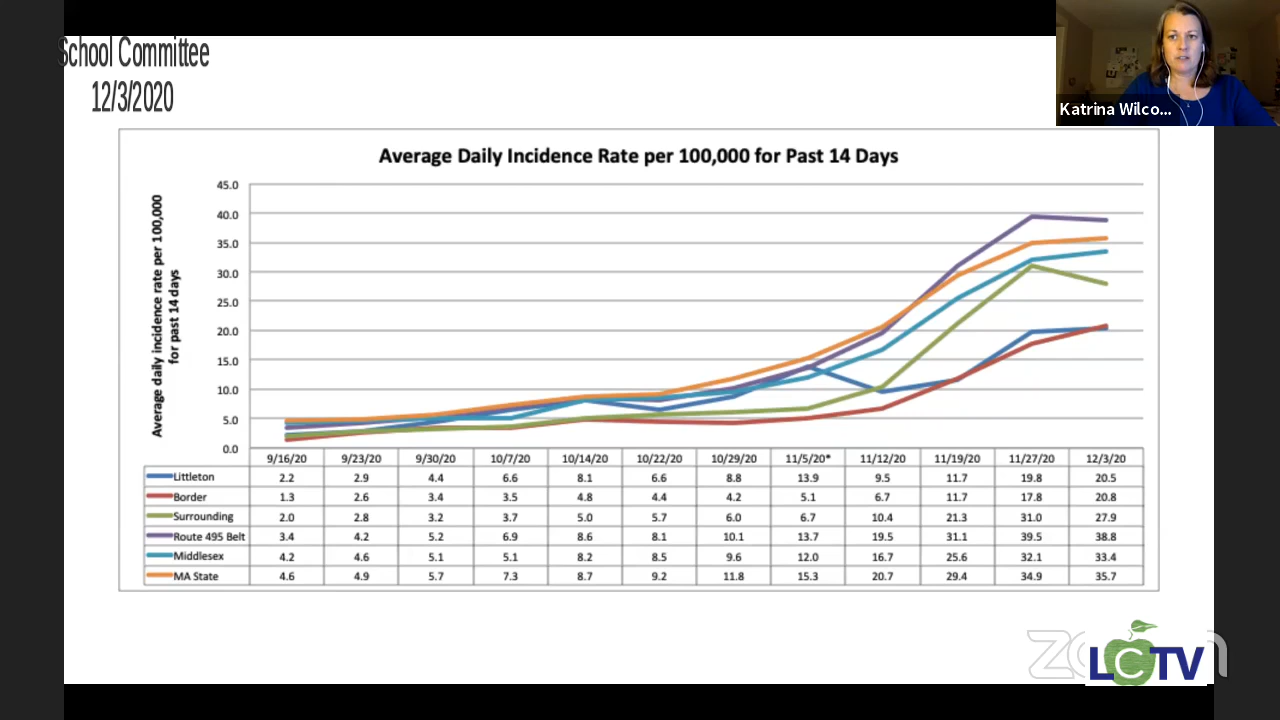 School Committee
12/3/2020
Katrina Wilco...
Average Daily Incidence Rate per 100,000 for Past 14 Days
Average daily incidence rate per 100,000
for past 14 days
45.0
40.0
35.0
30.0
25.0
20.0
15.0
10.0
5.0
0.0
9/16/20 9/23/20 9/30/20 10/7/20 10/14/20 10/22/20 10/29/20 11/5/20* 11/12/20 11/19/20 11/27/20 12/3/20
Littleton 2.2 2.9 4.4 6.6 8.1 6.6 8.8 13.9 9.5 11.7 19.8 20.5
Border 1.3 2.6 3.4 3.5 4.8 4.4 4.2 5.1 6.7 11.7 17.8 20.8
Surrounding 2.0 2.8 3.2 3.7 5.0 5.7 6.0 6.7 10.4 21.3 31.0 27.9
Route 495 Belt 3.4 4.2 5.2 6.9 8.6 8.1 10.1 13.7 19.5 31.1 39.5 38.8
Middlesex 4.2 4.6 5.1 5.1 8.2 8.5 9.6 12.0 16.7 25.6 32.1 33.4
MA State 4.6 4.9 5.7 7.3 8.7 9.2 11.8 15.3 20.7 29.4 34.9 35.7
LCTV